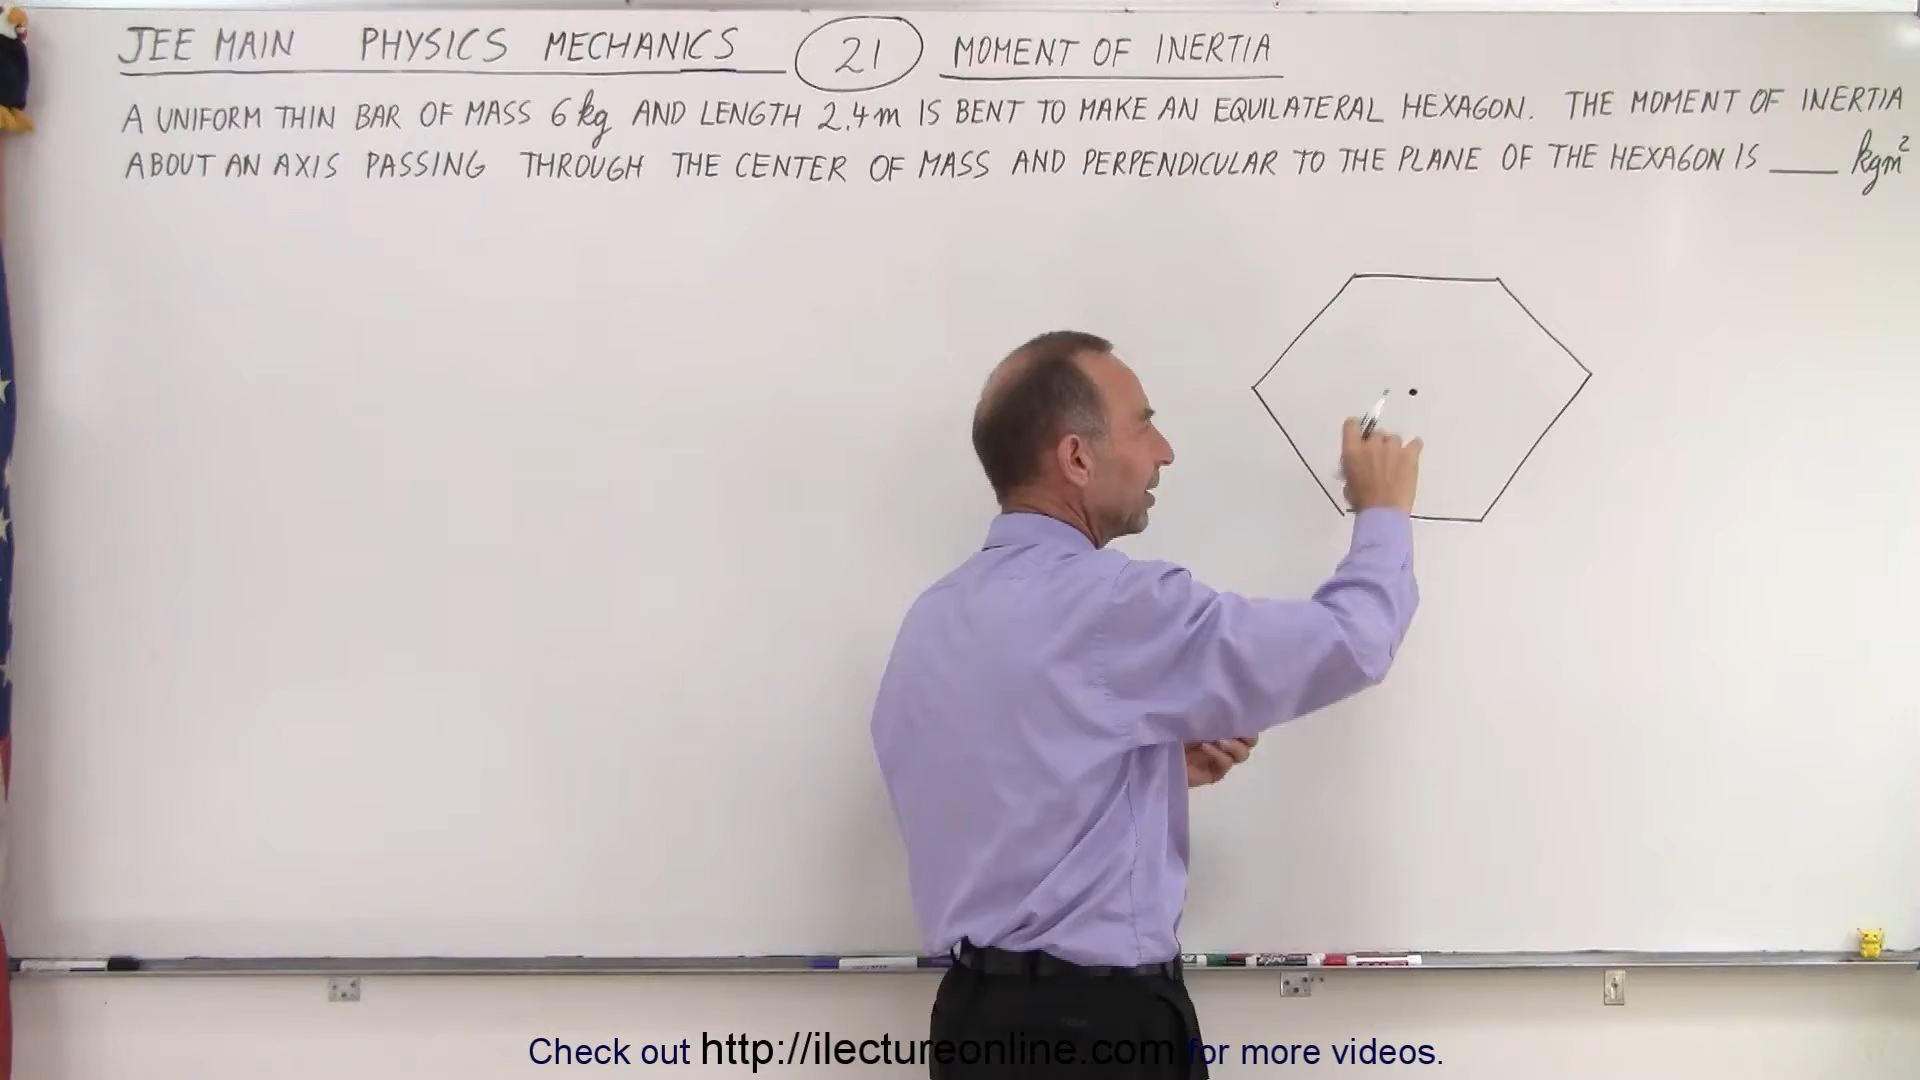 JEE MAIN PHYSICS MECHANICS 21 MOMENT OF INERTIA
A UNIFORM THIN BAR OF MASS 6 kg AND LENGTH 2.4 m IS BENT TO MAKE AN EQUILATERAL HEXAGON. THE MOMENT OF INERTIA
ABOUT AN AXIS PASSING THROUGH THE CENTER OF MASS AND PERPENDICULAR TO THE PLANE OF THE HEXAGON IS ____ kgm²
Check out http://ilectureonline.com for more videos.